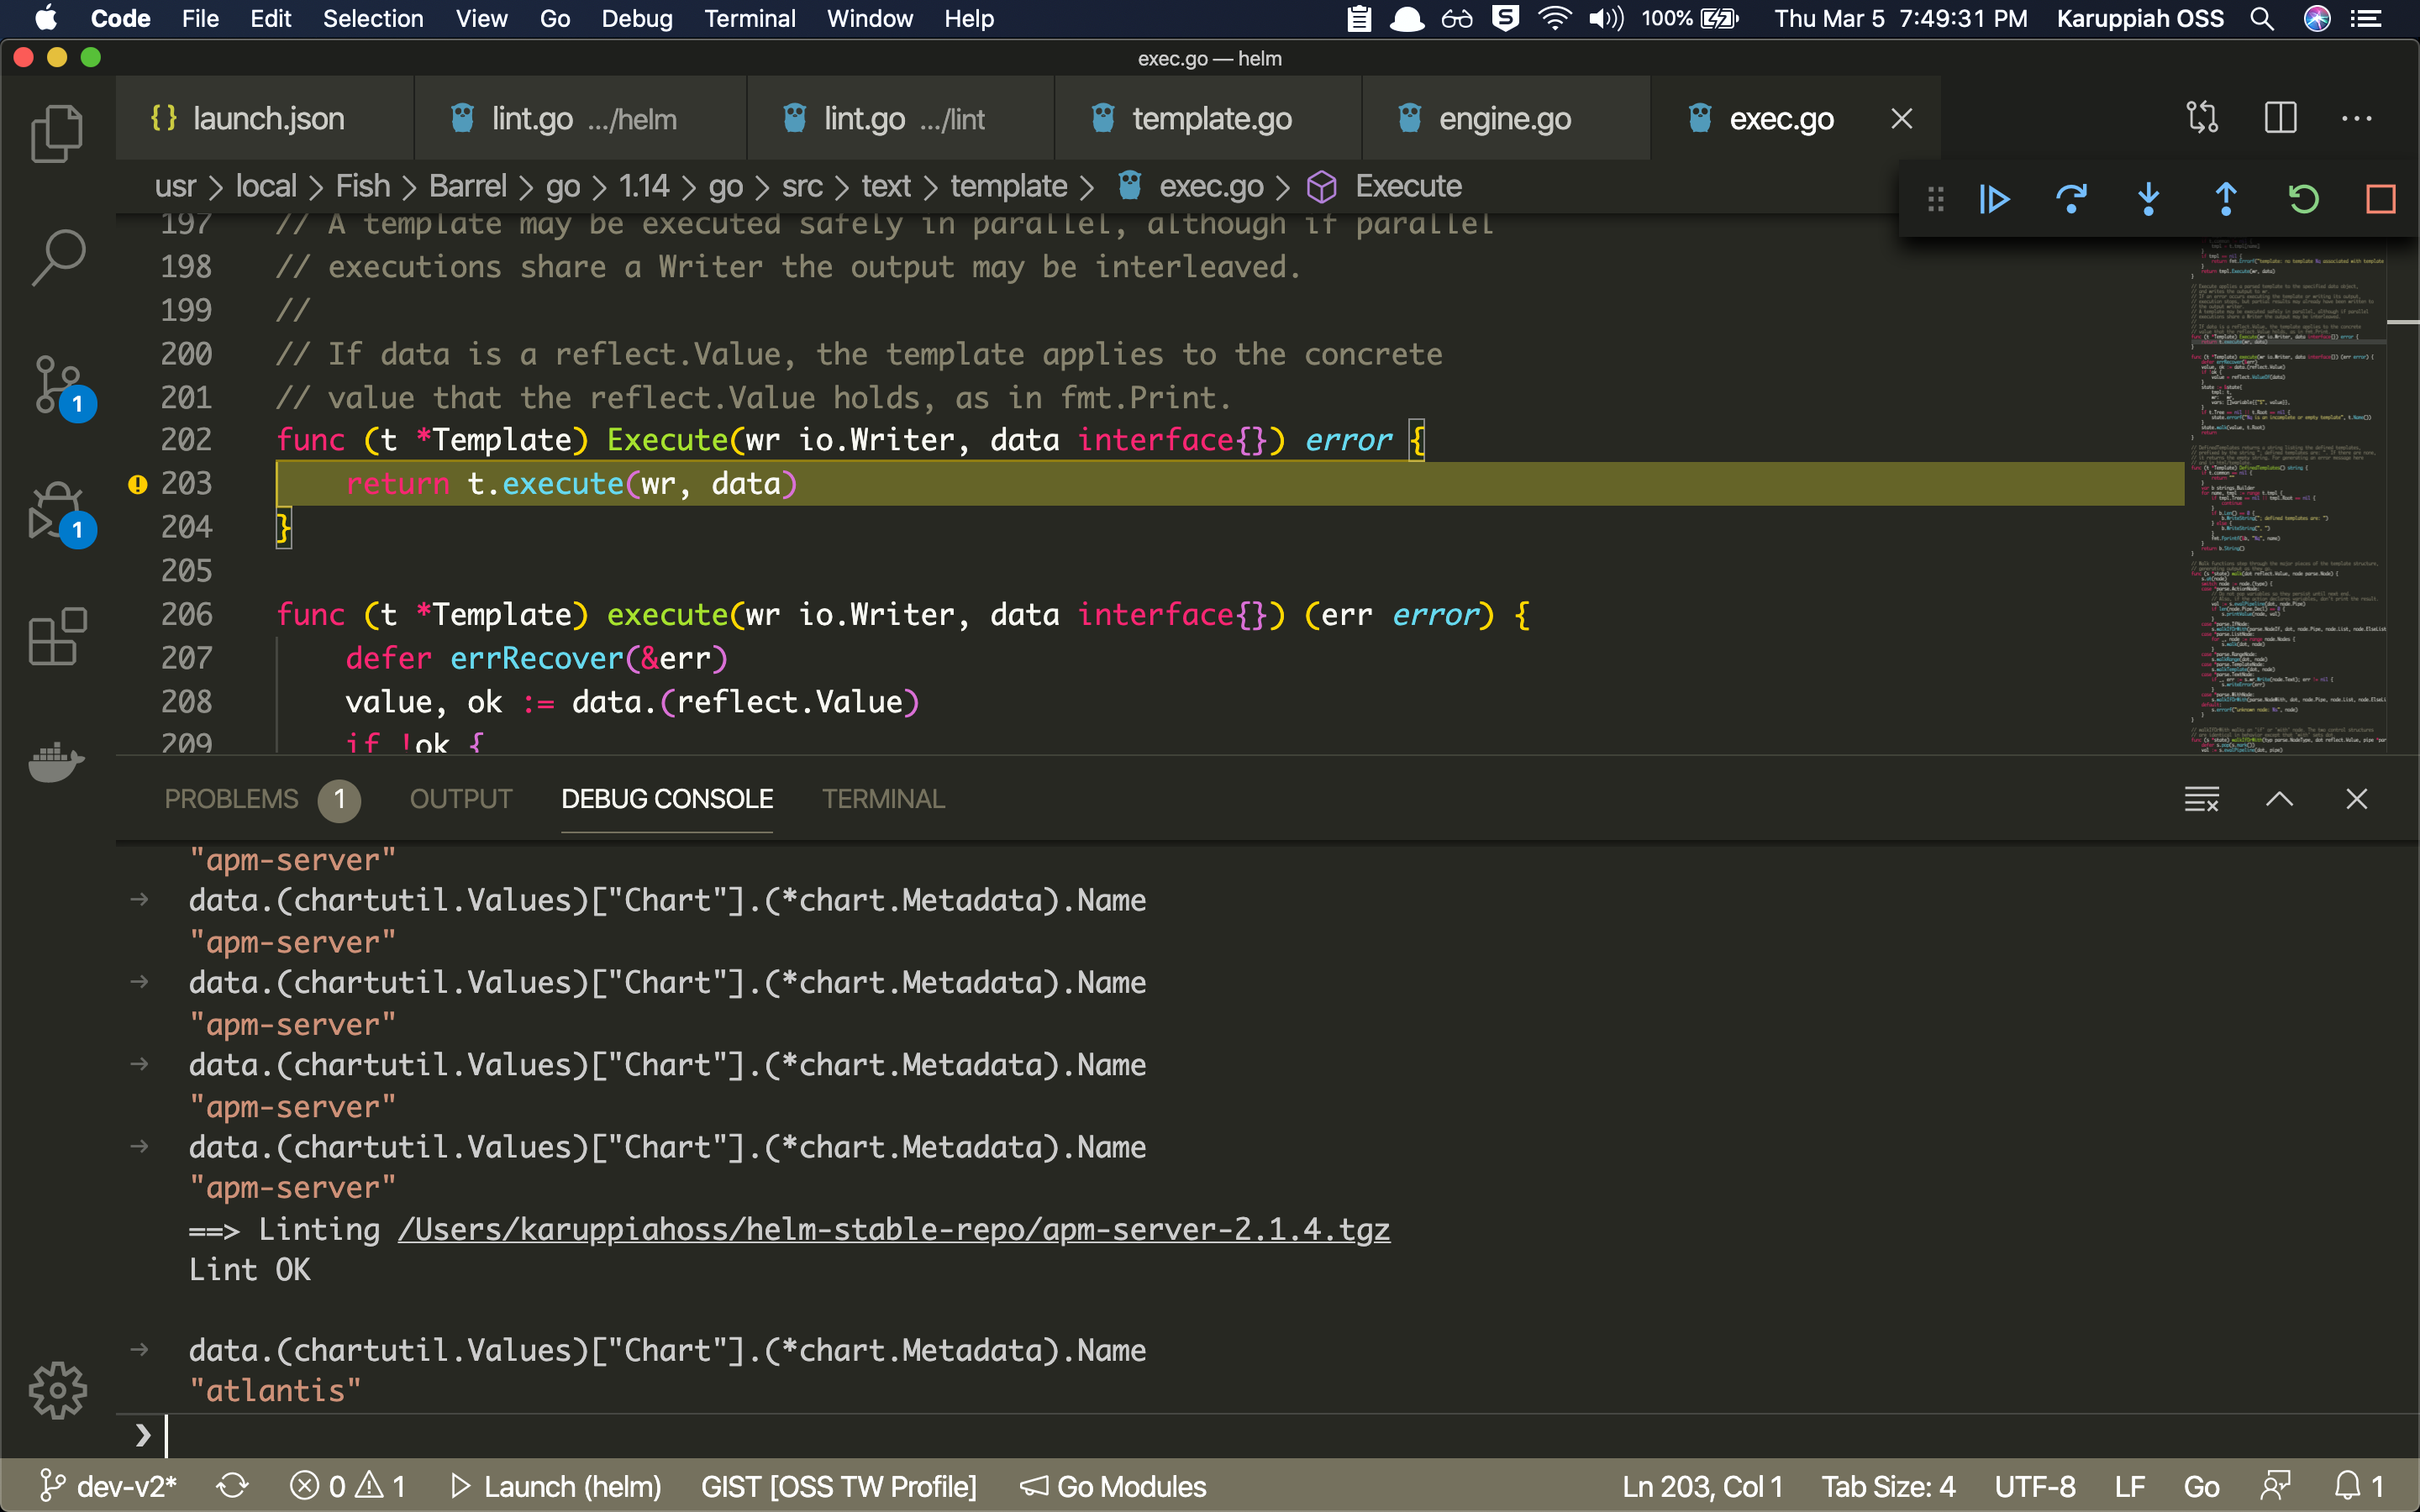 Code File Edit Selection View Go Debug Terminal Window Help 100% Thu Mar 5 7:49:31 PM Karuppiah OSS
exec.go — helm
{} launch.json lint.go .../helm lint.go .../lint template.go engine.go exec.go
usr > local > Fish > Barrel > go > 1.14 > go > src > text > template > exec.go > Execute
197 // A template may be executed safely in parallel, although if parallel
198 // executions share a Writer the output may be interleaved.
199 //
200 // If data is a reflect.Value, the template applies to the concrete
201 // value that the reflect.Value holds, as in fmt.Print.
202 func (t *Template) Execute(wr io.Writer, data interface{}) error {
203 return t.execute(wr, data)
204 }
205
206 func (t *Template) execute(wr io.Writer, data interface{}) (err error) {
207 defer errRecover(&err)
208 value, ok := data.(reflect.Value)
209 if !ok {
1
1
PROBLEMS 1 OUTPUT DEBUG CONSOLE TERMINAL
"apm-server"
→ data.(chartutil.Values)["Chart"].(*chart.Metadata).Name
"apm-server"
→ data.(chartutil.Values)["Chart"].(*chart.Metadata).Name
"apm-server"
→ data.(chartutil.Values)["Chart"].(*chart.Metadata).Name
"apm-server"
→ data.(chartutil.Values)["Chart"].(*chart.Metadata).Name
"apm-server"
==> Linting /Users/karuppiahoss/helm-stable-repo/apm-server-2.1.4.tgz
Lint OK
→ data.(chartutil.Values)["Chart"].(*chart.Metadata).Name
"atlantis"
❯
dev-v2* 0 1 Launch (helm) GIST [OSS TW Profile] Go Modules Ln 203, Col 1 Tab Size: 4 UTF-8 LF Go 1